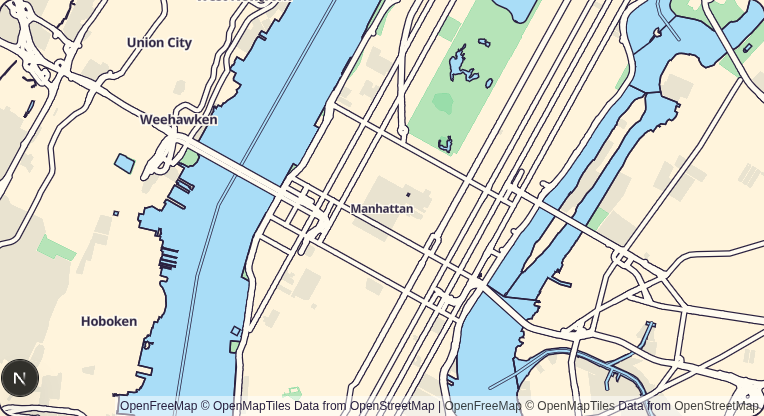 Union City
Weehawken
Manhattan
Hoboken
N
OpenFreeMap © OpenMapTiles Data from OpenStreetMap | OpenFreeMap © OpenMapTiles Data from OpenStreetMap